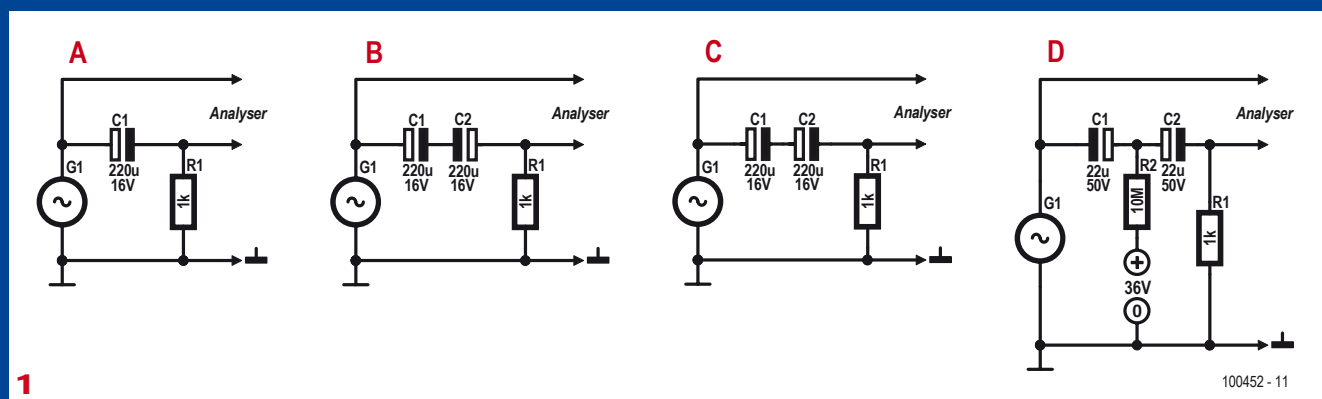 A
Analyser
C1
220u
16V
G1
R1
1k
B
Analyser
C1
C2
220u
16V
220u
16V
G1
R1
1k
C
Analyser
C1
C2
220u
16V
220u
16V
G1
R1
1k
D
Analyser
C1
C2
22u
50V
R2
22u
50V
10M
G1
R1
1k
+
36V
0
1
100452 - 11